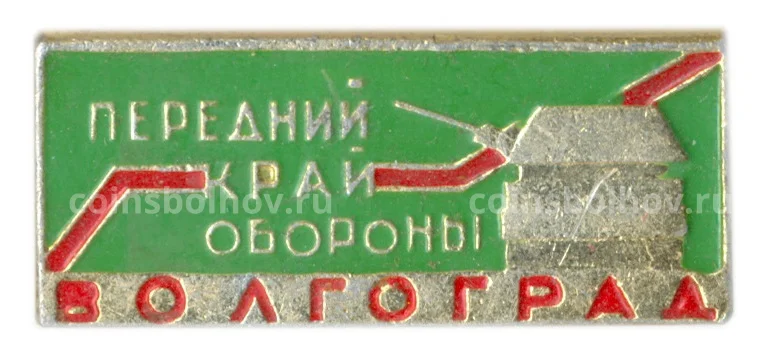 ПЕРЕДНИЙ
КРАЙ
ОБОРОНЫ
coinsbolhov.ru coinsbolhov.ru
ВОЛГОГРАД